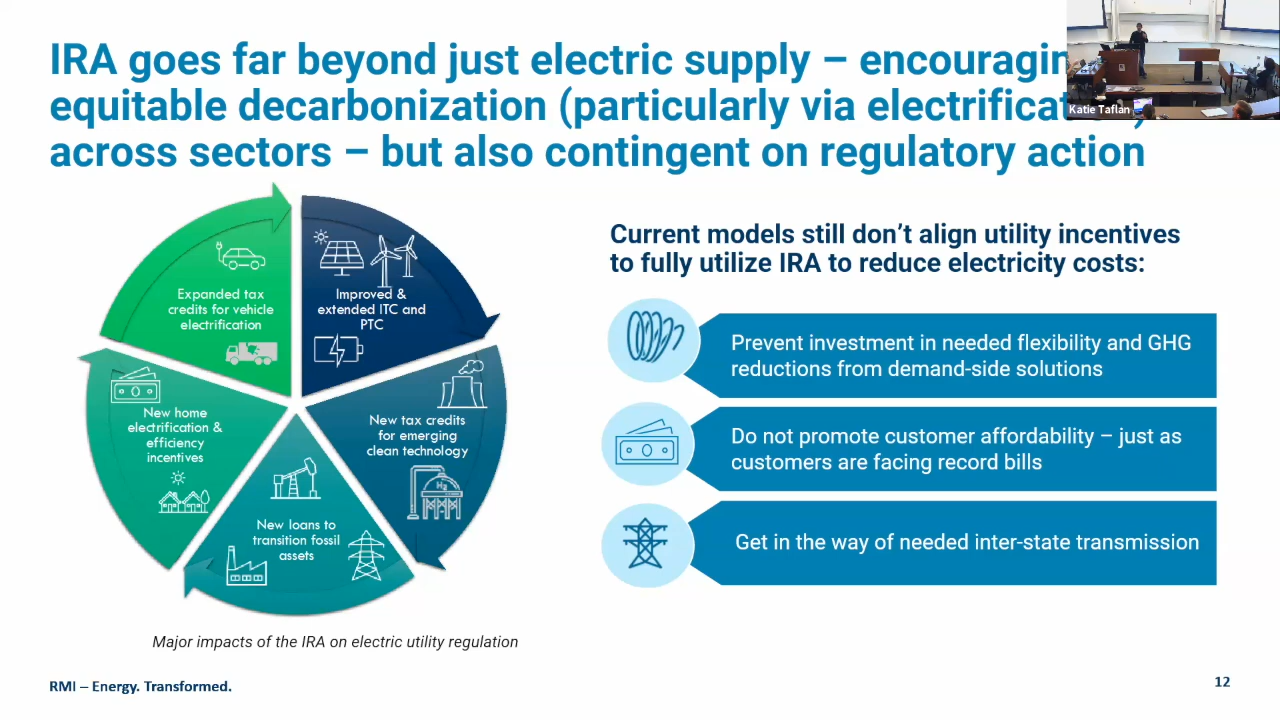 IRA goes far beyond just electric supply – encouragin
equitable decarbonization (particularly via electrificat
across sectors – but also contingent on regulatory action
Katie Taflan
Expanded tax
credits for vehicle
electrification
Improved &
extended ITC and
PTC
New tax credits
for emerging
clean technology
H₂
New loans to
transition fossil
assets
New home
electrification &
efficiency
incentives
Major impacts of the IRA on electric utility regulation
Current models still don’t align utility incentives
to fully utilize IRA to reduce electricity costs:
Prevent investment in needed flexibility and GHG
reductions from demand-side solutions
Do not promote customer affordability – just as
customers are facing record bills
Get in the way of needed inter-state transmission
RMI – Energy. Transformed.
12